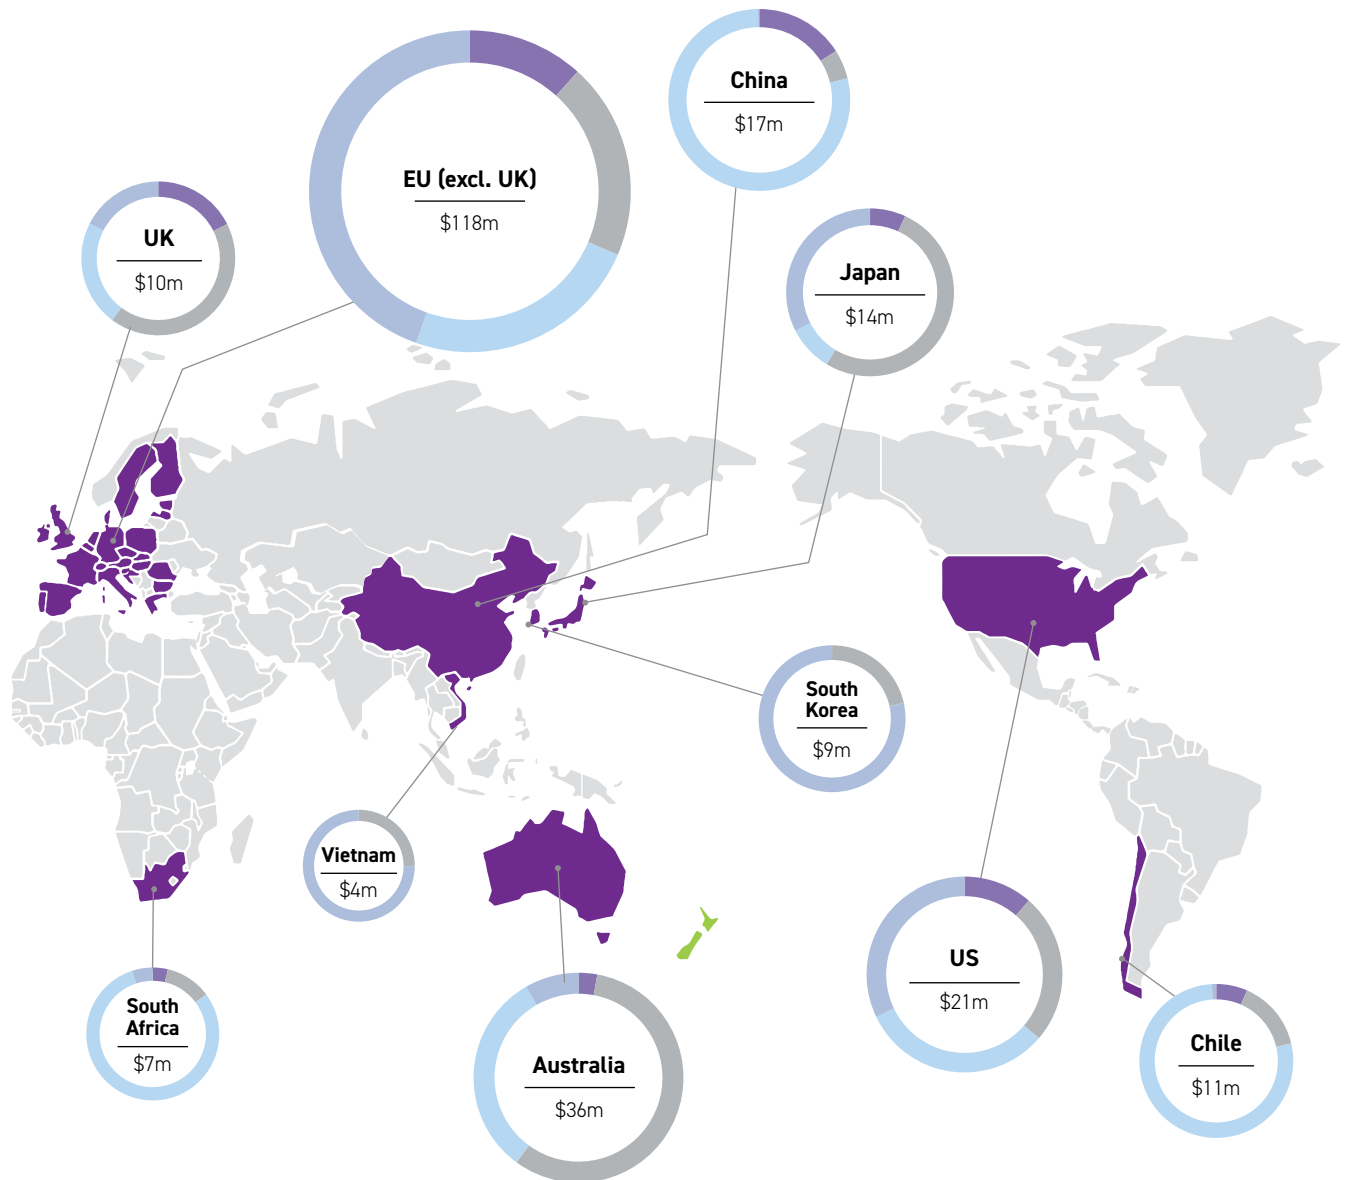 China
$17m
EU (excl. UK)
$118m
UK
$10m
Japan
$14m
South
Korea
$9m
Vietnam
$4m
US
$21m
South
Africa
$7m
Australia
$36m
Chile
$11m